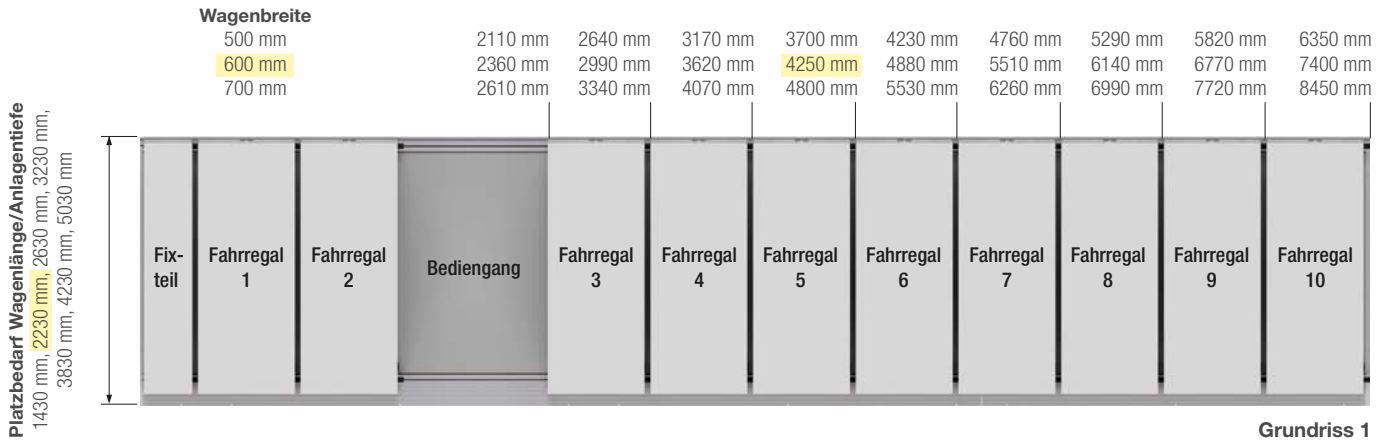 Wagenbreite
500 mm 2110 mm 2640 mm 3170 mm 3700 mm 4230 mm 4760 mm 5290 mm 5820 mm 6350 mm
600 mm 2360 mm 2990 mm 3620 mm 4250 mm 4880 mm 5510 mm 6140 mm 6770 mm 7400 mm
700 mm 2610 mm 3340 mm 4070 mm 4800 mm 5530 mm 6260 mm 6990 mm 7720 mm 8450 mm
Platzbedarf Wagenlänge/Anlagentiefe
1430 mm, 2230 mm, 2630 mm, 3230 mm,
3830 mm, 4230 mm, 5030 mm
Fix-
teil
Fahrregal
1
Fahrregal
2
Bediengang
Fahrregal
3
Fahrregal
4
Fahrregal
5
Fahrregal
6
Fahrregal
7
Fahrregal
8
Fahrregal
9
Fahrregal
10
Grundriss 1